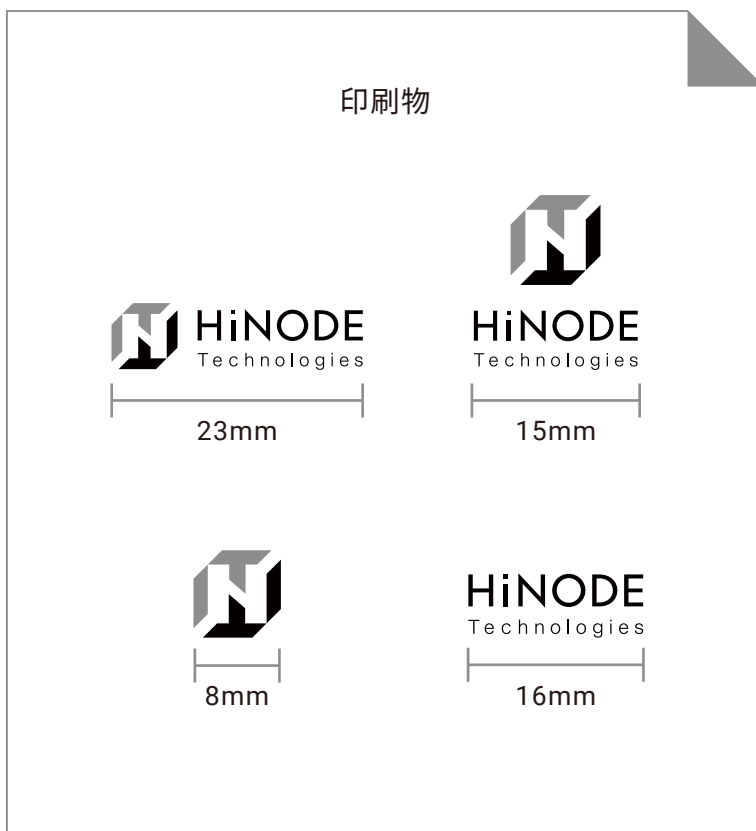 印刷物
HiNODE
Technologies
23mm
HiNODE
Technologies
15mm
8mm
HiNODE
Technologies
16mm